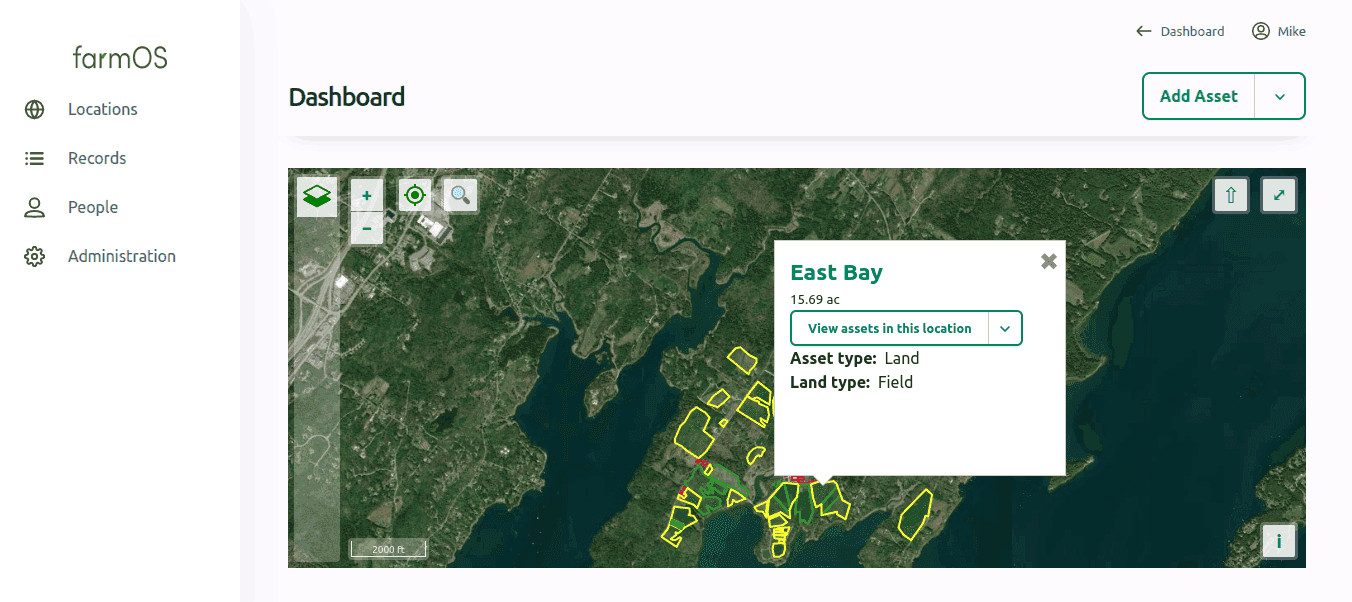 farmOS
Locations
Records
People
Administration
← Dashboard
Mike
Dashboard
Add Asset
+
−
East Bay
15.69 ac
View assets in this location
Asset type: Land
Land type: Field
2000 ft
i